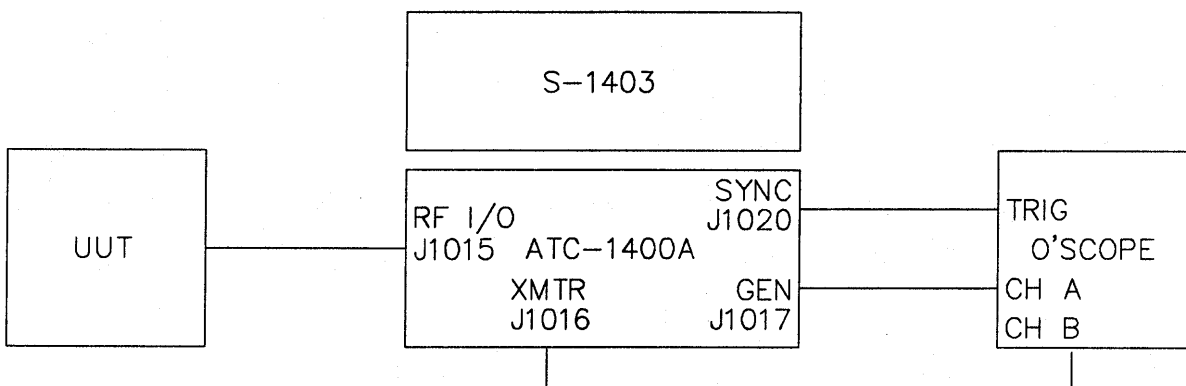 S-1403
UUT
RF I/O
J1015
ATC-1400A
XMTR
J1016
SYNC
J1020
GEN
J1017
TRIG
O'SCOPE
CH A
CH B